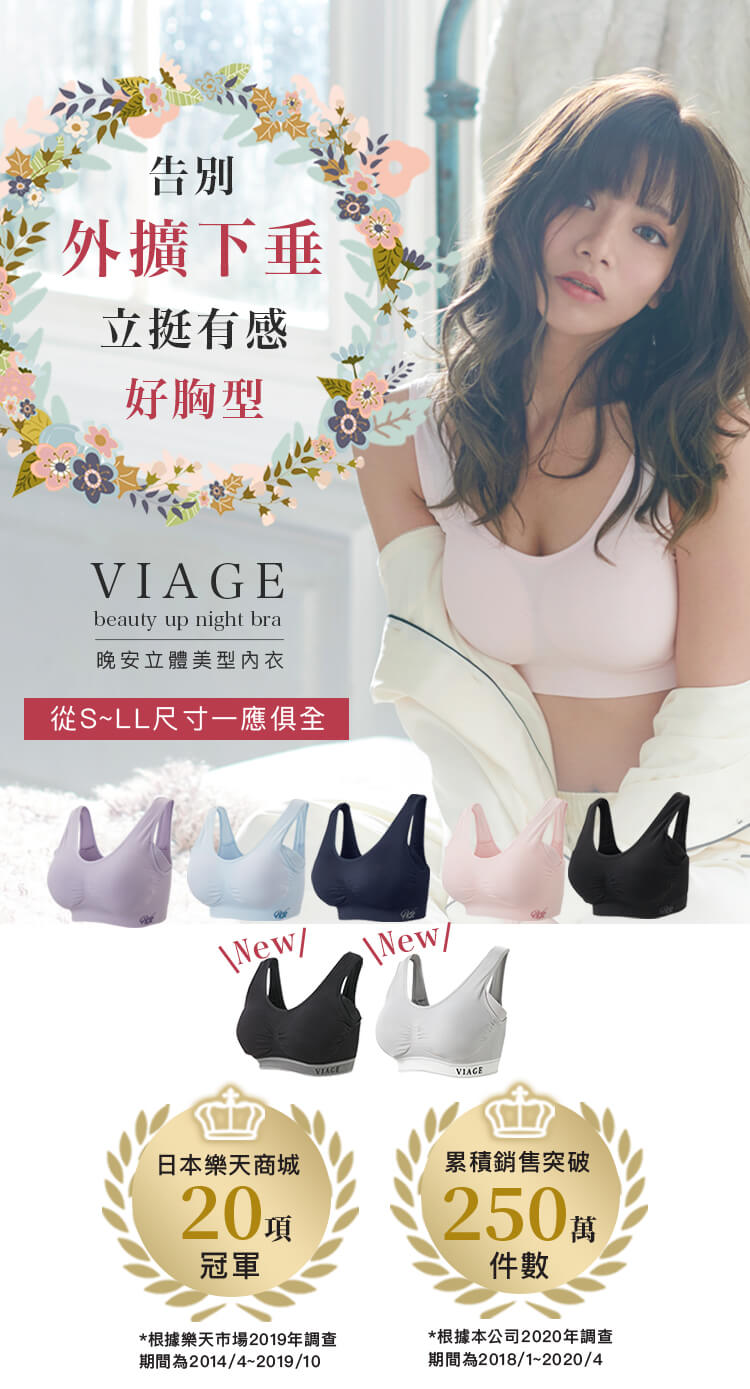 告別
外擴下垂
立挺有感
好胸型
VIAGE
beauty up night bra
晚安立體美型內衣
從S~LL尺寸一應俱全
\New/
\New/
VIAGE
VIAGE
日本樂天商城
20項
冠軍
累積銷售突破
250萬
件數
*根據樂天市場2019年調查
期間為2014/4~2019/10
*根據本公司2020年調查
期間為2018/1~2020/4